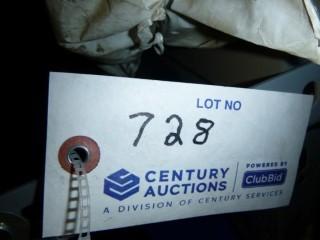 LOT NO
728
CENTURY AUCTIONS
POWERED BY ClubBid
A DIVISION OF CENTURY SERVICES